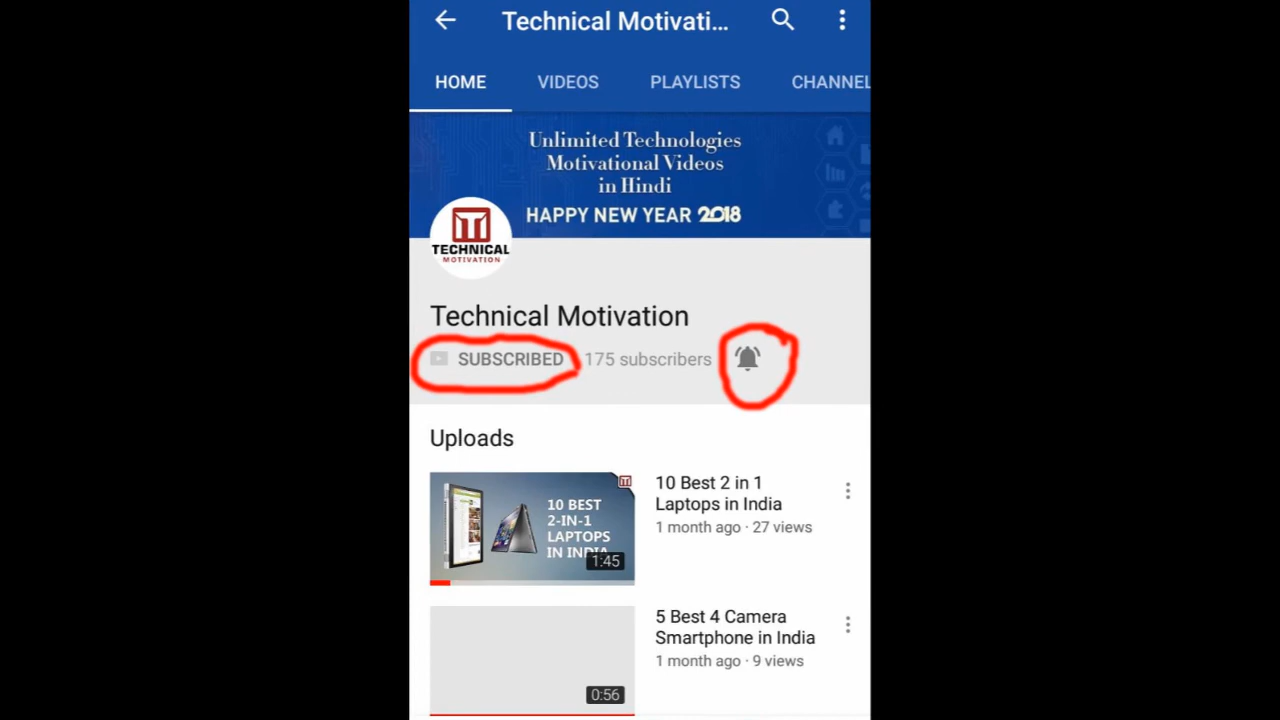 Technical Motivati...
HOME VIDEOS PLAYLISTS CHANNEL
Unlimited Technologies
Motivational Videos
in Hindi
HAPPY NEW YEAR 2018
TECHNICAL
MOTIVATION
Technical Motivation
SUBSCRIBED 175 subscribers
Uploads
10 BEST
2-IN-1
LAPTOPS
IN INDIA
1:45
10 Best 2 in 1
Laptops in India
1 month ago · 27 views
5 Best 4 Camera
Smartphone in India
1 month ago · 9 views
0:56